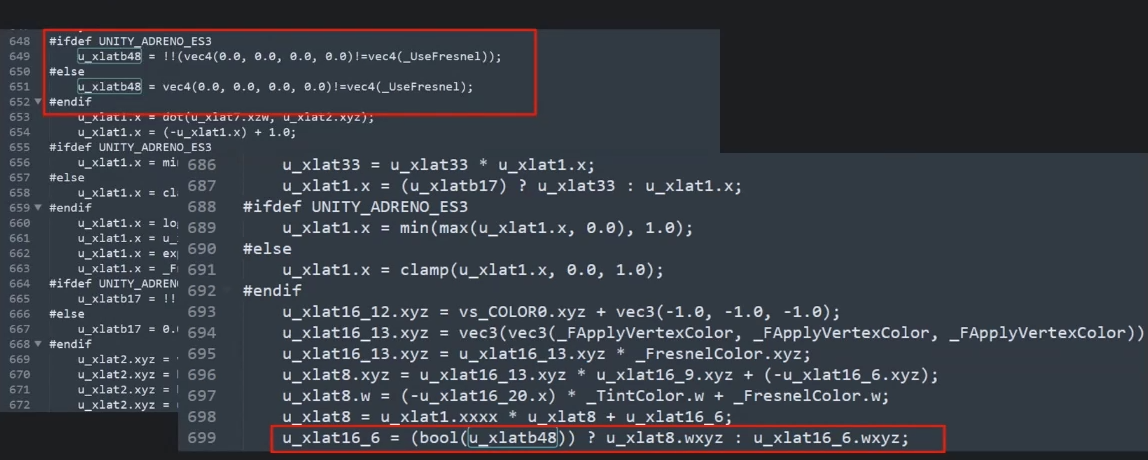 648 #ifdef UNITY_ADRENO_ES3
649 u_xlatb48 = !!(vec4(0.0, 0.0, 0.0, 0.0)!=vec4(_UseFresnel));
650 #else
651 u_xlatb48 = vec4(0.0, 0.0, 0.0, 0.0)!=vec4(_UseFresnel);
652 #endif
653 u_xlat1.x = dot(u_xlat7.xzw, u_xlat2.xyz);
654 u_xlat1.x = (-u_xlat1.x) + 1.0;
655 #ifdef UNITY_ADRENO_ES3
656 u_xlat1.x = mi
657 #else
658 u_xlat1.x = cl
659 #endif
660 u_xlat1.x = lo
661 u_xlat1.x = u_
662 u_xlat1.x = ex
663 u_xlat1.x = _F
664 #ifdef UNITY_ADREN
665 u_xlatb17 = !!
666 #else
667 u_xlatb17 = 0.
668 #endif
669 u_xlat2.xyz =
670 u_xlat2.xyz =
671 u_xlat2.xyz =
672 u_xlat2.xyz =
686 u_xlat33 = u_xlat33 * u_xlat1.x;
687 u_xlat1.x = (u_xlatb17) ? u_xlat33 : u_xlat1.x;
688 #ifdef UNITY_ADRENO_ES3
689 u_xlat1.x = min(max(u_xlat1.x, 0.0), 1.0);
690 #else
691 u_xlat1.x = clamp(u_xlat1.x, 0.0, 1.0);
692 #endif
693 u_xlat16_12.xyz = vs_COLOR0.xyz + vec3(-1.0, -1.0, -1.0);
694 u_xlat16_13.xyz = vec3(vec3(_FApplyVertexColor, _FApplyVertexColor, _FApplyVertexColor))
695 u_xlat16_13.xyz = u_xlat16_13.xyz * _FresnelColor.xyz;
696 u_xlat8.xyz = u_xlat16_13.xyz * u_xlat16_9.xyz + (-u_xlat16_6.xyz);
697 u_xlat8.w = (-u_xlat16_20.x) * _TintColor.w + _FresnelColor.w;
698 u_xlat8 = u_xlat1.xxxx * u_xlat8 + u_xlat16_6;
699 u_xlat16_6 = (bool(u_xlatb48)) ? u_xlat8.wxyz : u_xlat16_6.wxyz;